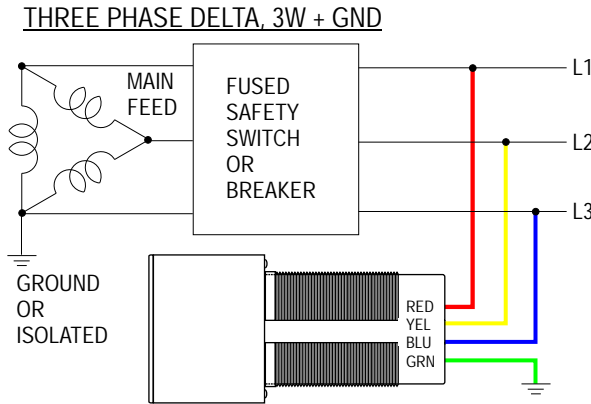 THREE PHASE DELTA, 3W + GND
MAIN
FEED
FUSED
SAFETY
SWITCH
OR
BREAKER
L1
L2
L3
GROUND
OR
ISOLATED
RED
YEL
BLU
GRN